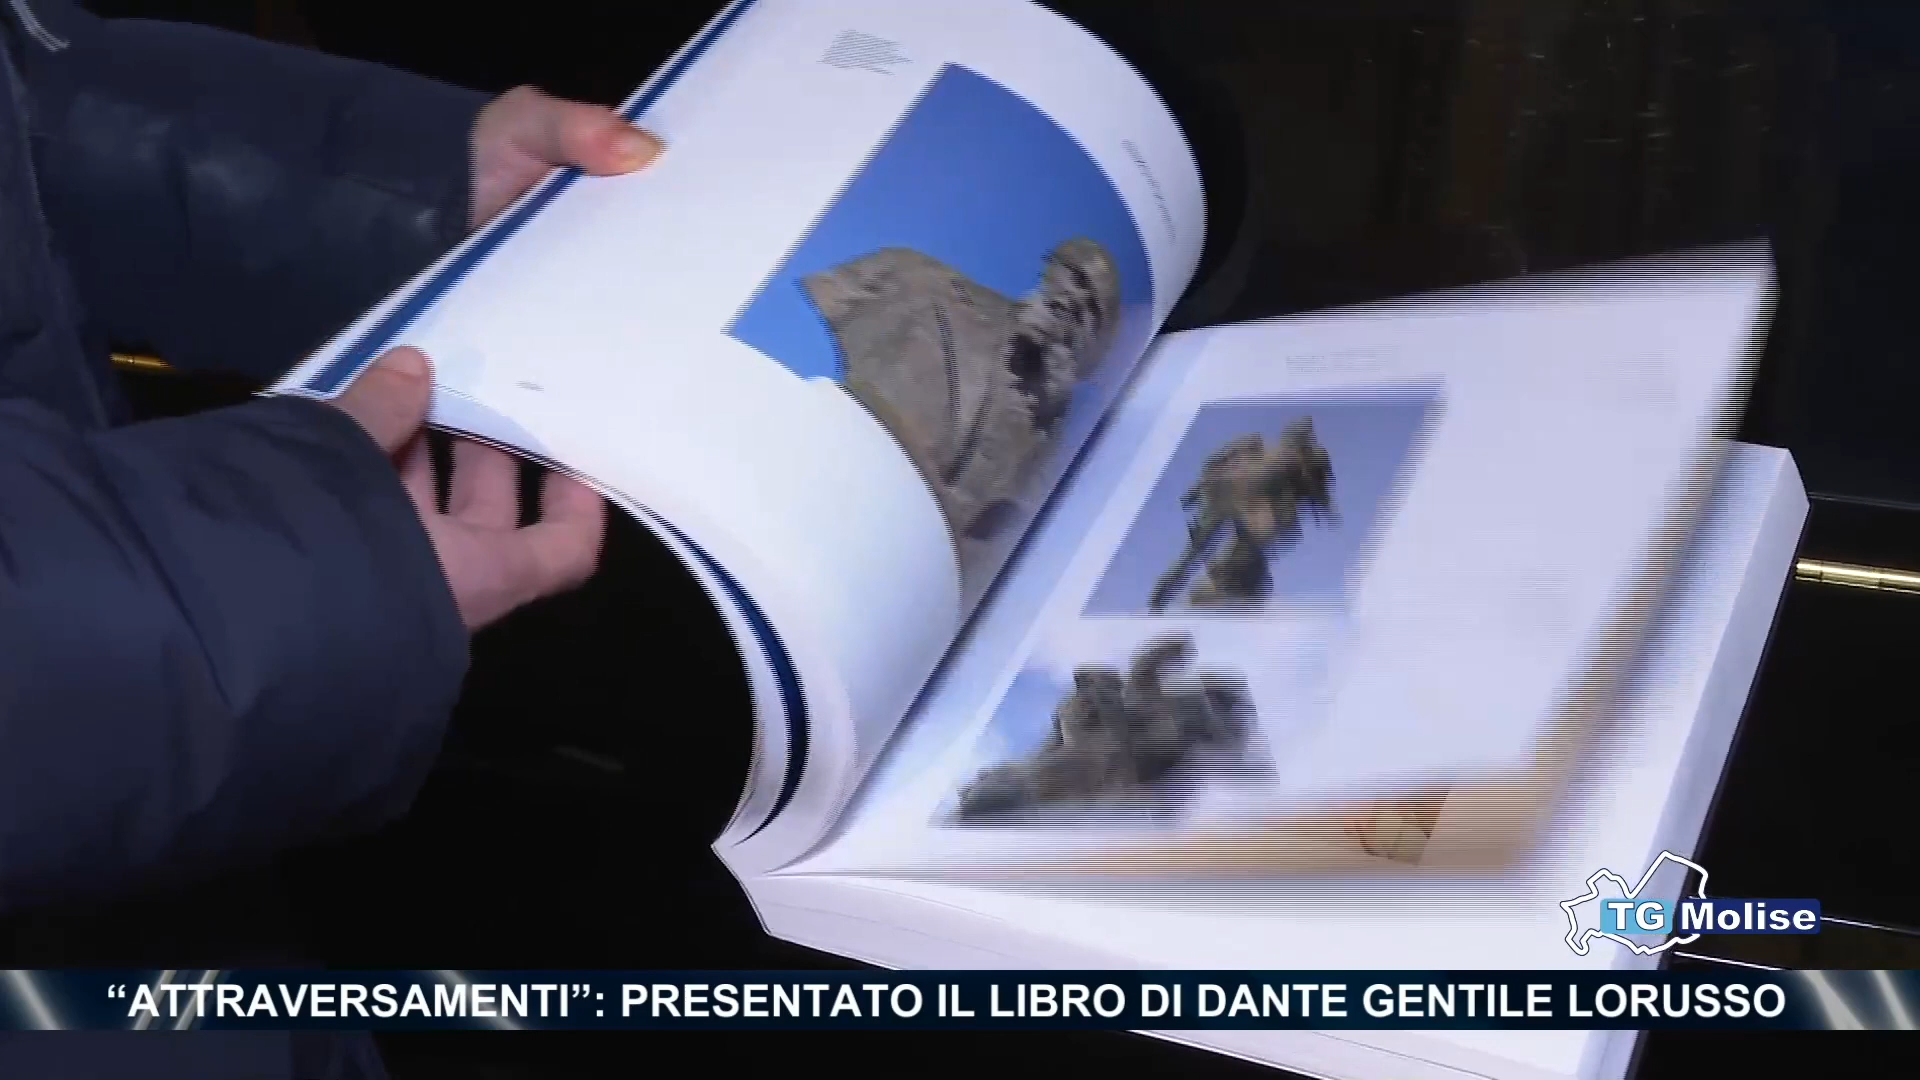 TG Molise
“ATTRAVERSAMENTI”: PRESENTATO IL LIBRO DI DANTE GENTILE LORUSSO